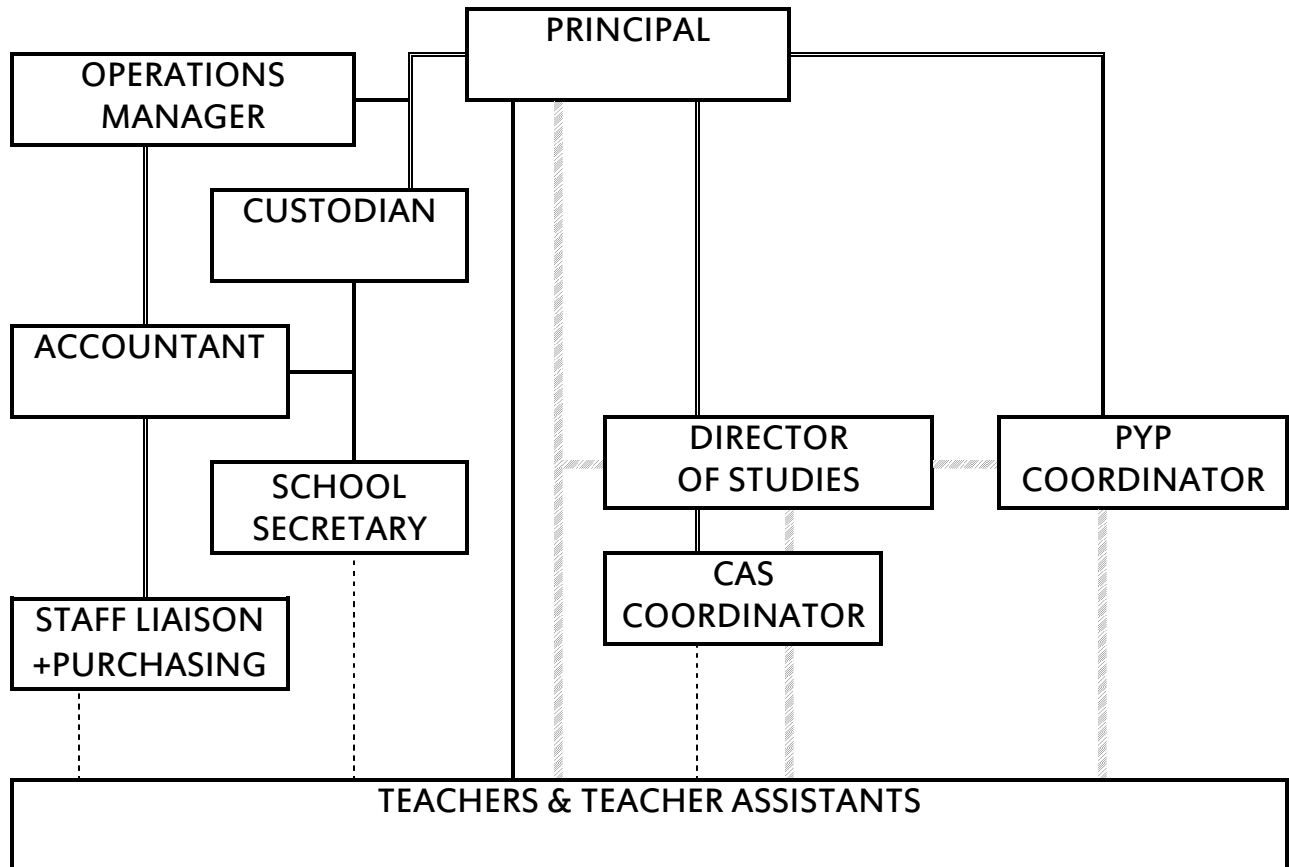 PRINCIPAL
OPERATIONS
MANAGER
CUSTODIAN
ACCOUNTANT
DIRECTOR
OF STUDIES
PYP
COORDINATOR
SCHOOL
SECRETARY
CAS
COORDINATOR
STAFF LIAISON
+PURCHASING
TEACHERS & TEACHER ASSISTANTS